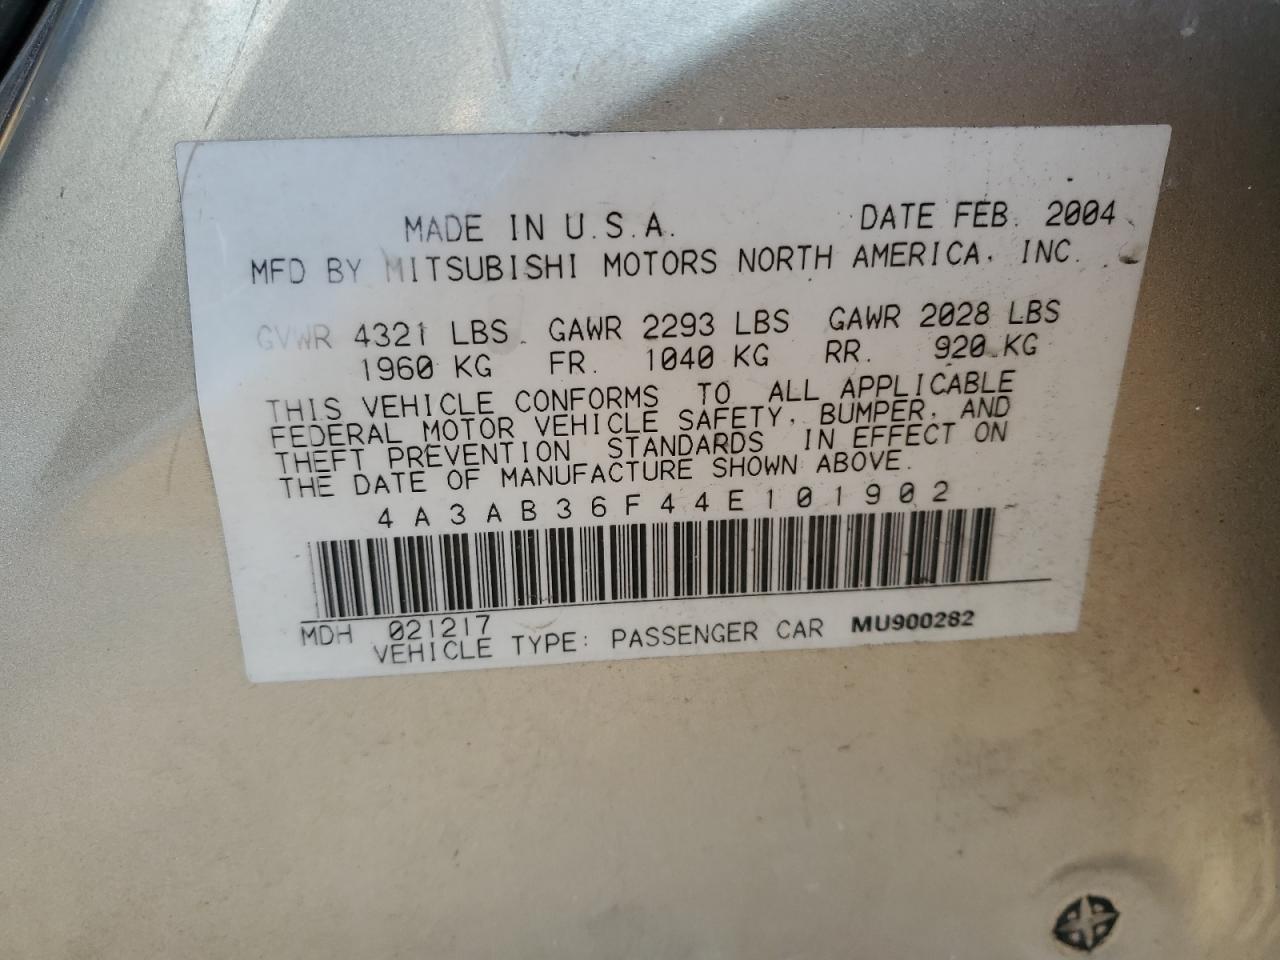 MADE IN U.S.A. DATE FEB. 2004
MFD BY MITSUBISHI MOTORS NORTH AMERICA, INC.
GVWR 4321 LBS. GAWR 2293 LBS GAWR 2028 LBS
1960 KG FR. 1040 KG RR. 920 KG
THIS VEHICLE CONFORMS TO ALL APPLICABLE
FEDERAL MOTOR VEHICLE SAFETY, BUMPER, AND
THEFT PREVENTION STANDARDS IN EFFECT ON
THE DATE OF MANUFACTURE SHOWN ABOVE.
4A3AB36F44E101902
MDH 021217
VEHICLE TYPE: PASSENGER CAR MU900282